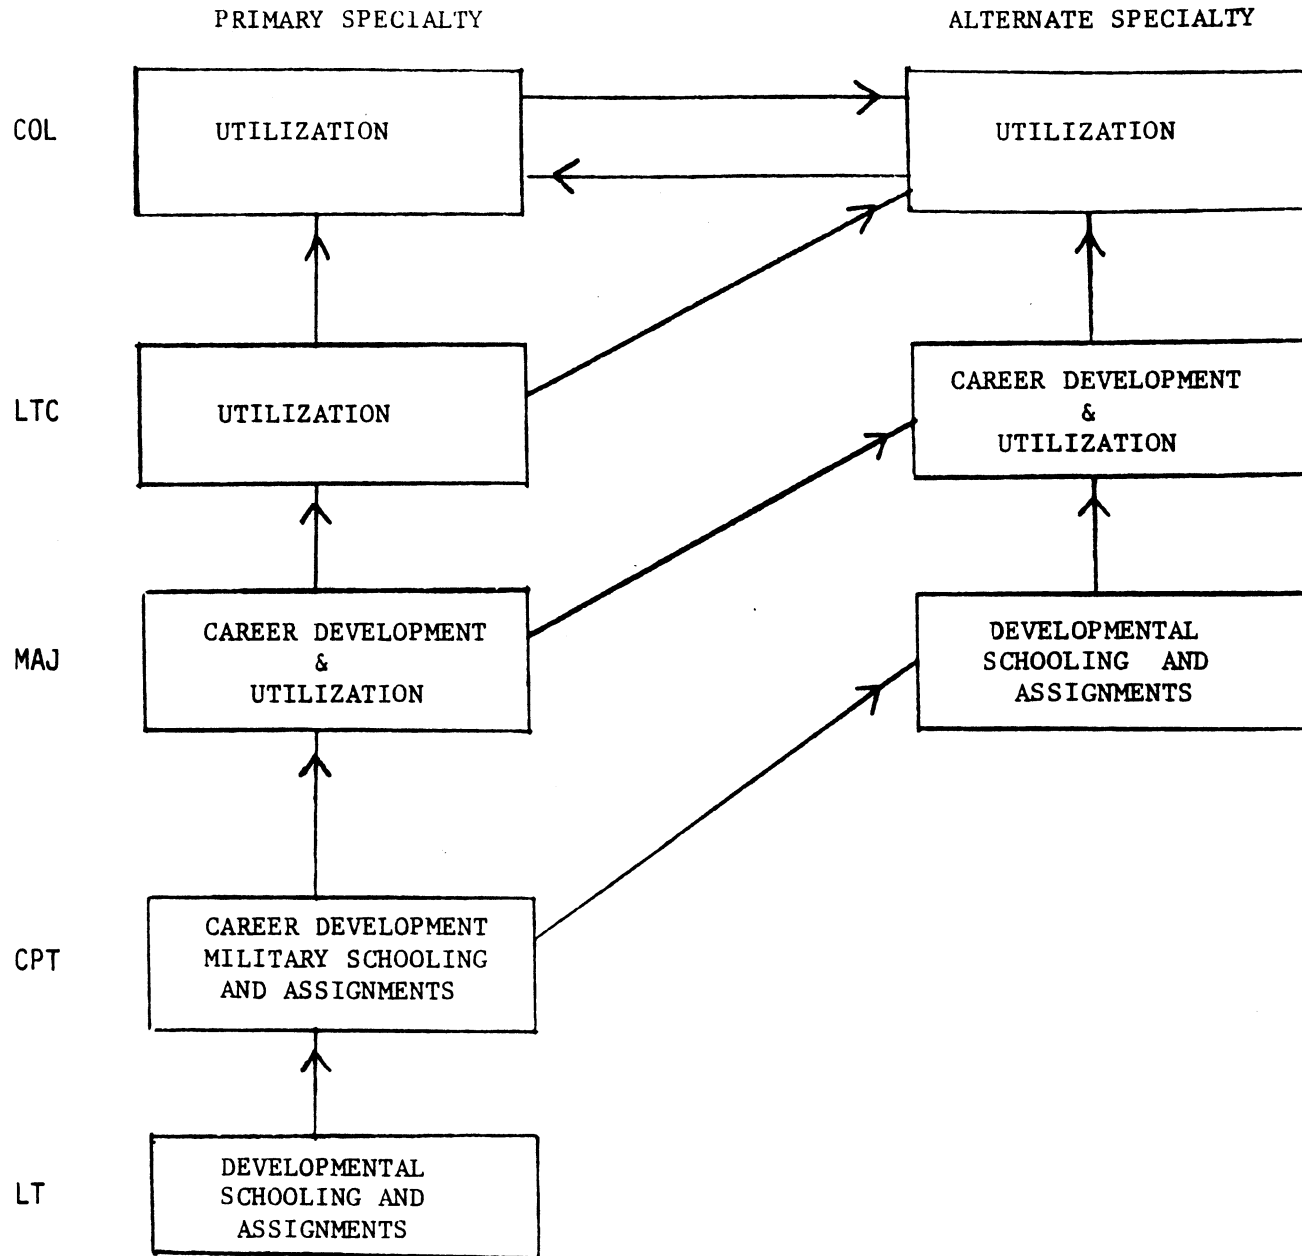 PRIMARY SPECIALTY
ALTERNATE SPECIALTY
COL
UTILIZATION
UTILIZATION
LTC
UTILIZATION
CAREER DEVELOPMENT
&
UTILIZATION
MAJ
CAREER DEVELOPMENT
&
UTILIZATION
DEVELOPMENTAL
SCHOOLING AND
ASSIGNMENTS
CPT
CAREER DEVELOPMENT
MILITARY SCHOOLING
AND ASSIGNMENTS
LT
DEVELOPMENTAL
SCHOOLING AND
ASSIGNMENTS